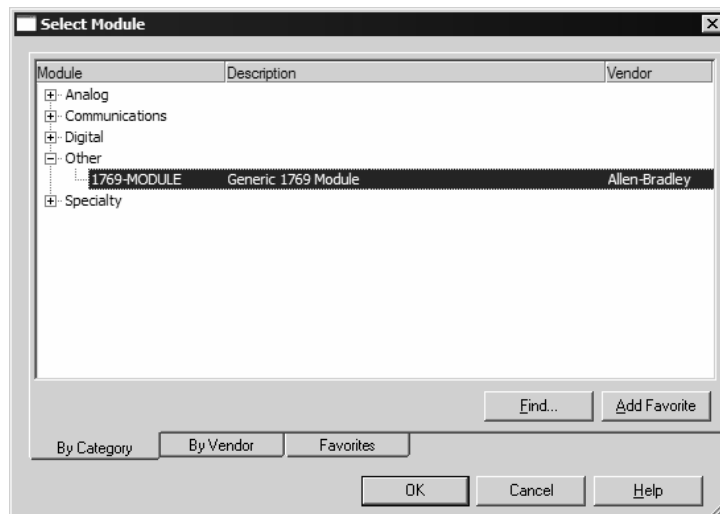 Select Module
Module Description Vendor
Analog
Communications
Digital
Other
1769-MODULE Generic 1769 Module Allen-Bradley
Specialty
Find... Add Favorite
By Category By Vendor Favorites
OK Cancel Help